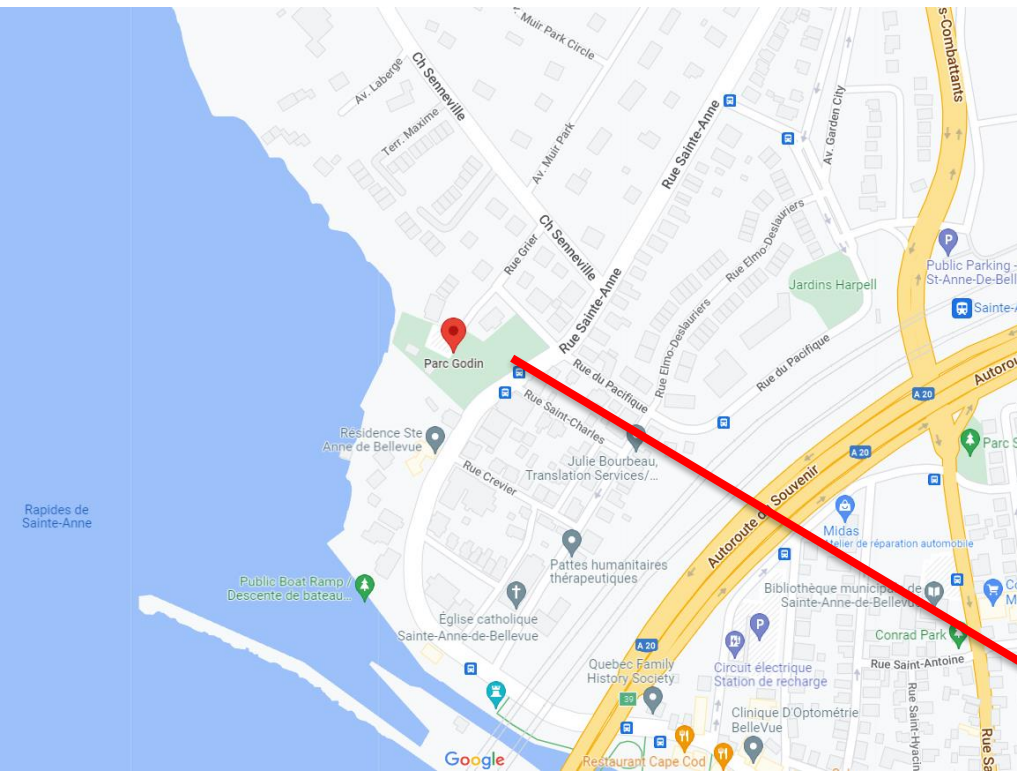 Muir Park Circle
s-Combattants
Av. Laberge
Ch Senneville
Terr. Maxime
Av. Muir Park
Rue Sainte-Anne
Av. Garden City
Ch Senneville
Rue Grier
Rue Elmo-Deslauriers
Public Parking -
St-Anne-De-Bell
Jardins Harpell
Sainte-A
Rue Sainte-Anne
Parc Godin
Rue Elmo-Deslauriers
Rue du Pacifique
Rue du Pacifique
Autorou
A 20
Rue Saint-Charles
Résidence Ste
Anne de Bellevue
Parc S
A 20
Julie Bourbeau,
Translation Services/...
Rue Crevier
Autoroute du Souvenir
Rapides de
Sainte-Anne
Midas
Atelier de réparation automobile
Pattes humanitaires
thérapeutiques
Public Boat Ramp /
Descente de bateau...
Bibliothèque municipale de
Sainte-Anne-de-Bellevue
Co
M
Église catholique
Sainte-Anne-de-Bellevue
Conrad Park
A 20
Rue Saint-Antoine
Quebec Family
History Society
Circuit électrique
Station de recharge
39
Rue Saint-Hyacin
Clinique D'Optométrie
BelleVue
Rue Sa
Google
Restaurant Cape Cod